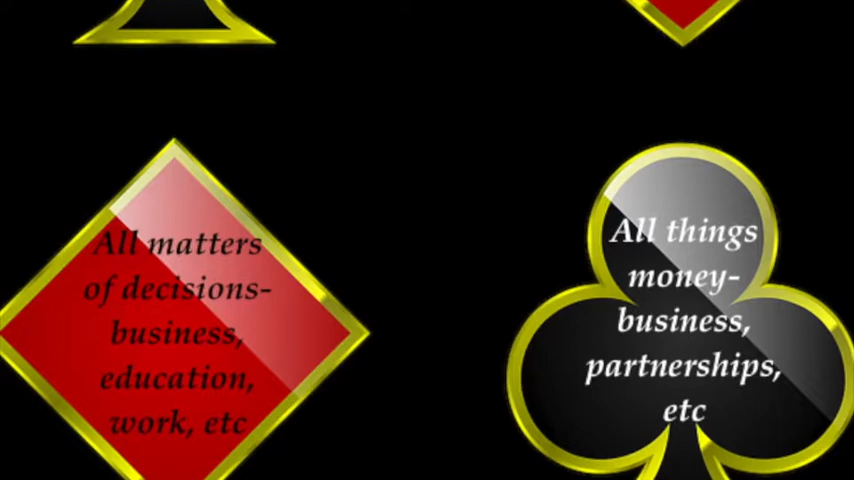 All matters
of decisions-
business,
education,
work, etc
All things
money-
business,
partnerships,
etc